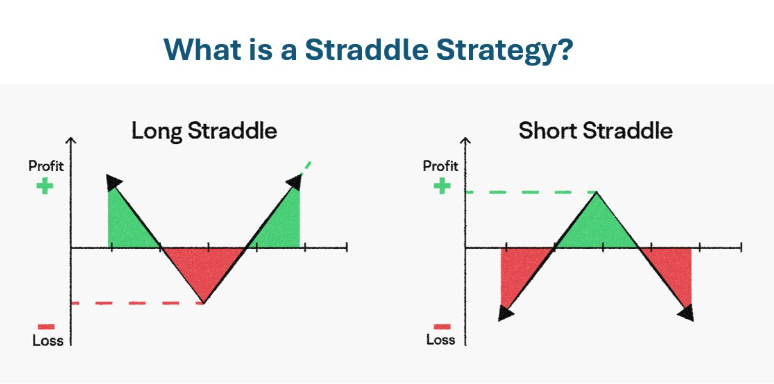 What is a Straddle Strategy?
Long Straddle
Profit
+
-
Loss
Short Straddle
Profit
+
-
Loss